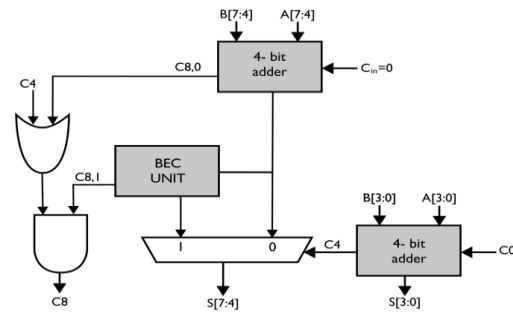 B[7:4] A[7:4]
4- bit
adder
C8,0
Cin=0
C4
BEC
UNIT
C8,1
B[3:0] A[3:0]
1 0
C4
4- bit
adder
C0
C8
S[7:4]
S[3:0]